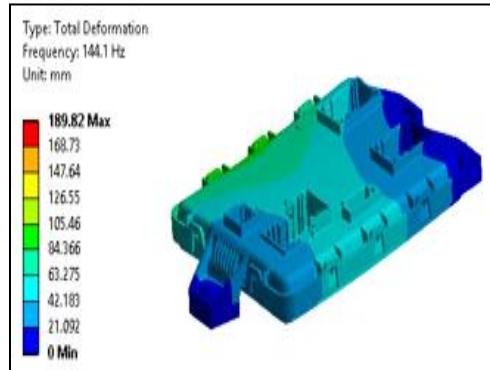 Type: Total Deformation
Frequency: 144.1 Hz
Unit: mm
189.82 Max
168.73
147.64
126.55
105.46
84.366
63.275
42.183
21.092
0 Min